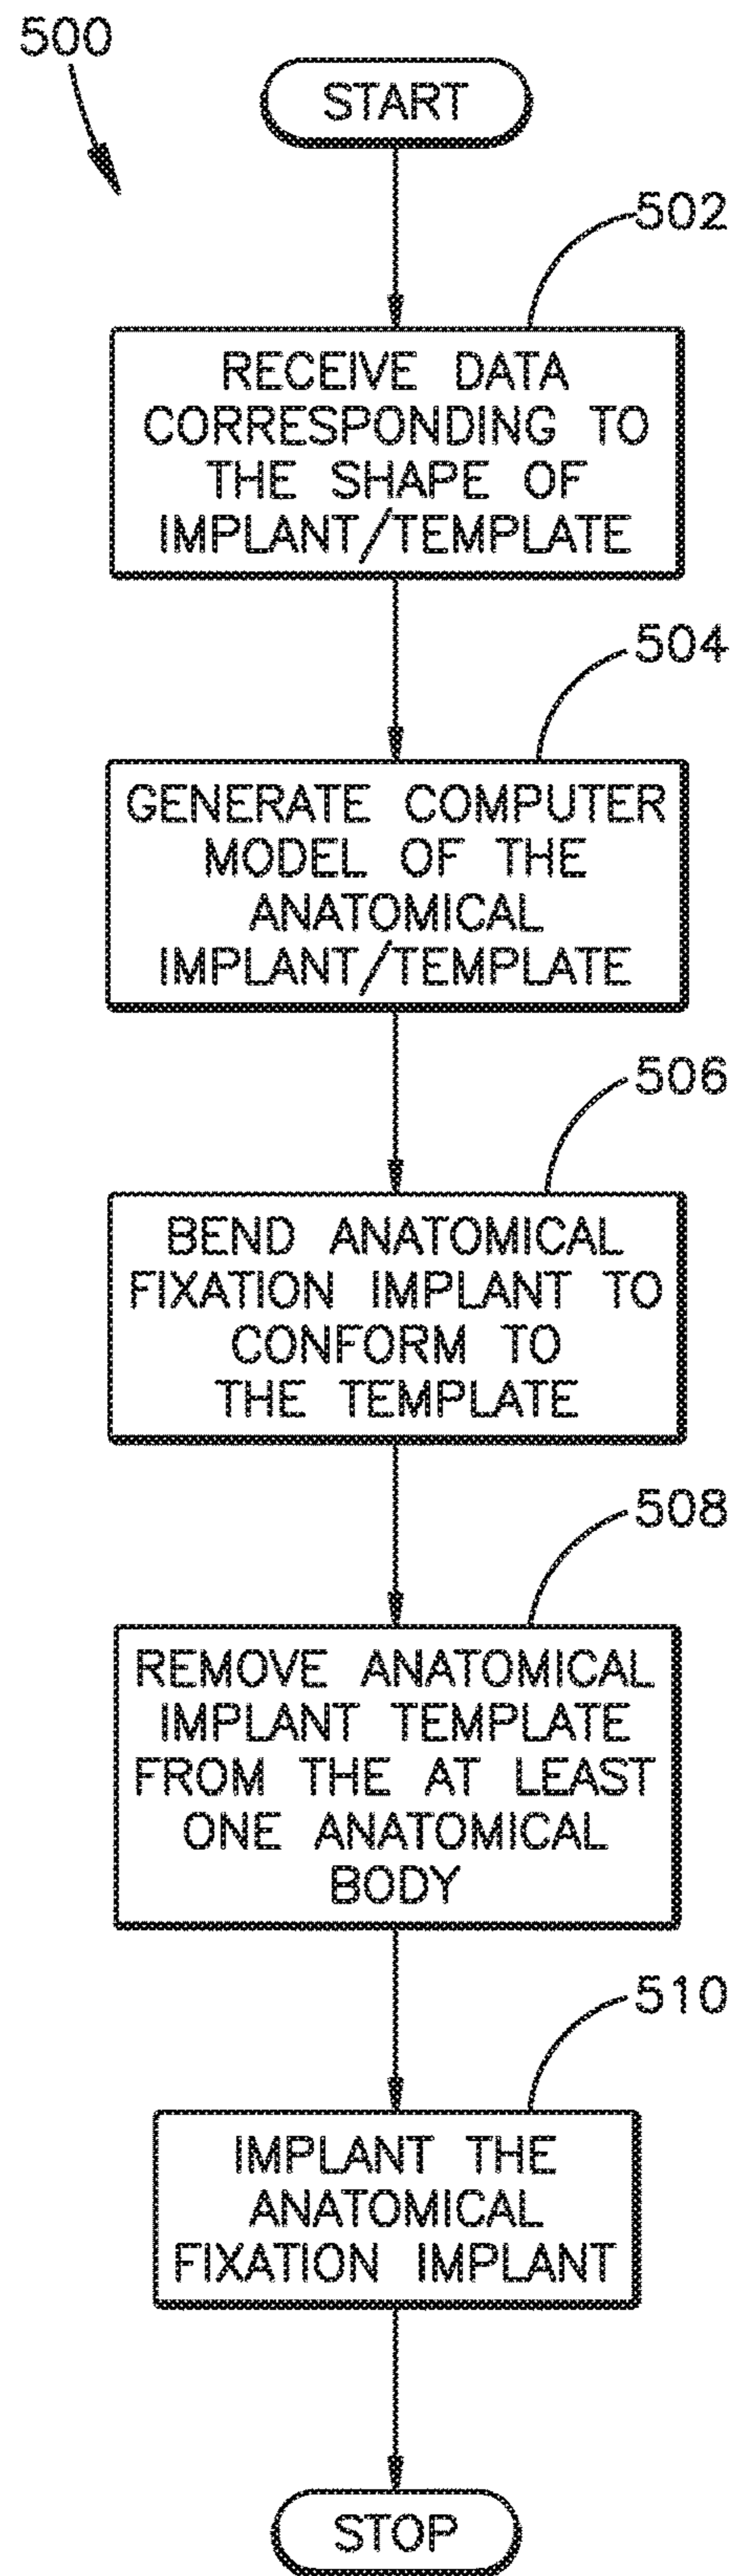 500
START
502
RECEIVE DATA
CORRESPONDING TO
THE SHAPE OF
IMPLANT/TEMPLATE
504
GENERATE COMPUTER
MODEL OF THE
ANATOMICAL
IMPLANT/TEMPLATE
506
BEND ANATOMICAL
FIXATION IMPLANT TO
CONFORM TO
THE TEMPLATE
508
REMOVE ANATOMICAL
IMPLANT TEMPLATE
FROM THE AT LEAST
ONE ANATOMICAL
BODY
510
IMPLANT THE
ANATOMICAL
FIXATION IMPLANT
STOP